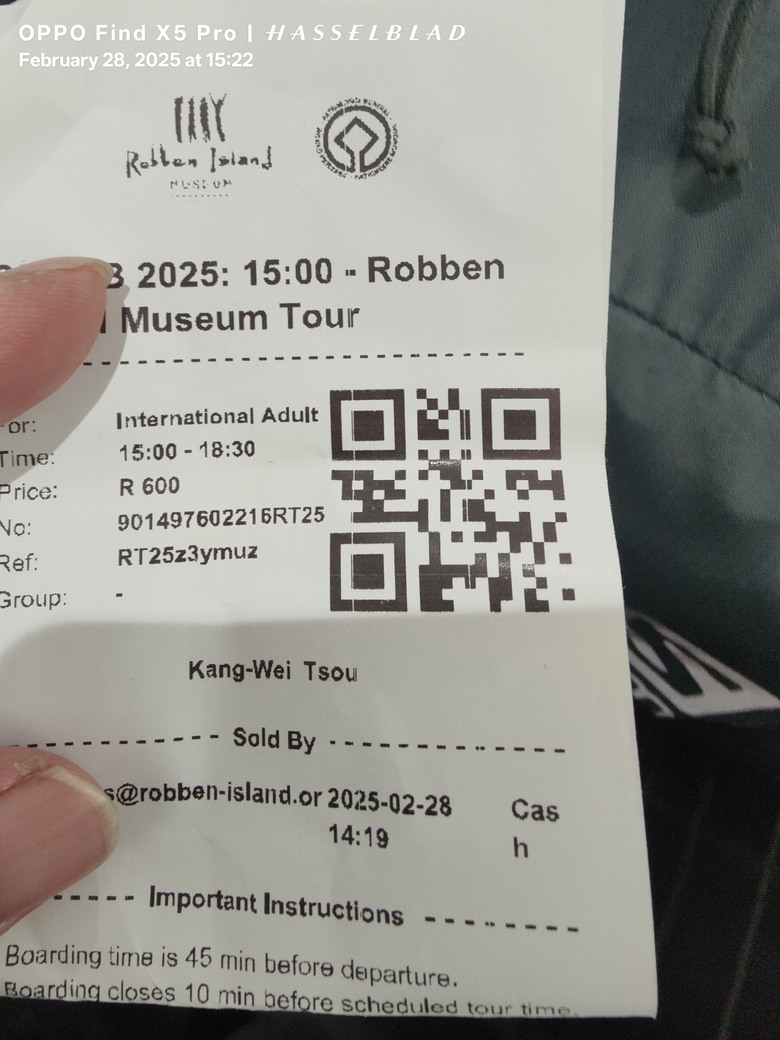 OPPO Find X5 Pro | HASSELBLAD
February 28, 2025 at 15:22
Robben Island
MUSEUM
2025: 15:00 - Robben
Museum Tour
or: International Adult
Time: 15:00 - 18:30
Price: R 600
No: 901497602216RT25
Ref: RT25z3ymuz
Group: -
Kang-Wei Tsou
Sold By
s@robben-island.or 2025-02-28 Cas
14:19 h
Important Instructions
Boarding time is 45 min before departure.
Boarding closes 10 min before scheduled tour time.